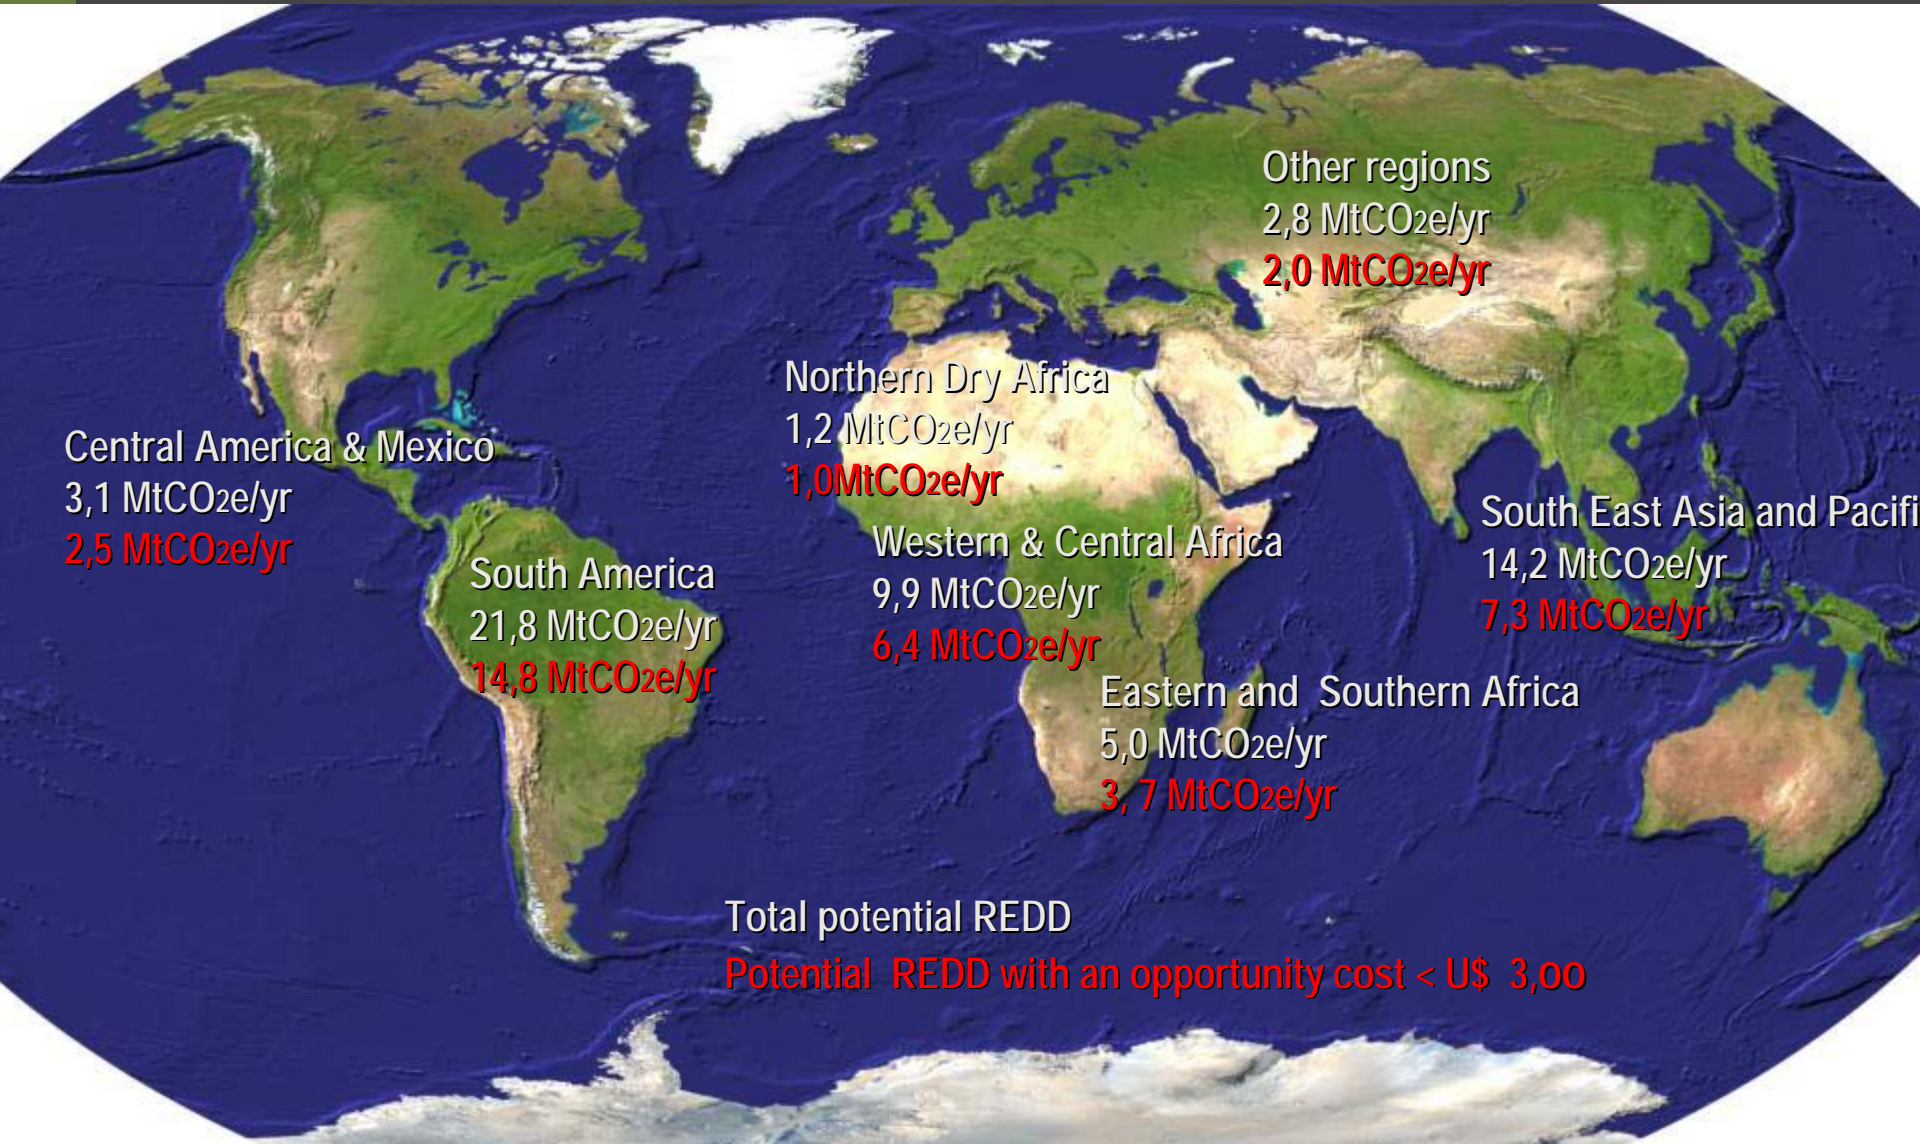 Other regions
2,8 MtCO2e/yr
2,0 MtCO2e/yr
Northern Dry Africa
1,2 MtCO2e/yr
1,0MtCO2e/yr
Central America & Mexico
3,1 MtCO2e/yr
2,5 MtCO2e/yr
South East Asia and Pacifi
14,2 MtCO2e/yr
7,3 MtCO2e/yr
Western & Central Africa
9,9 MtCO2e/yr
6,4 MtCO2e/yr
South America
21,8 MtCO2e/yr
14,8 MtCO2e/yr
Eastern and  Southern Africa
5,0 MtCO2e/yr
3, 7 MtCO2e/yr
Total potential REDD
Potential  REDD with an opportunity cost < U$  3,00